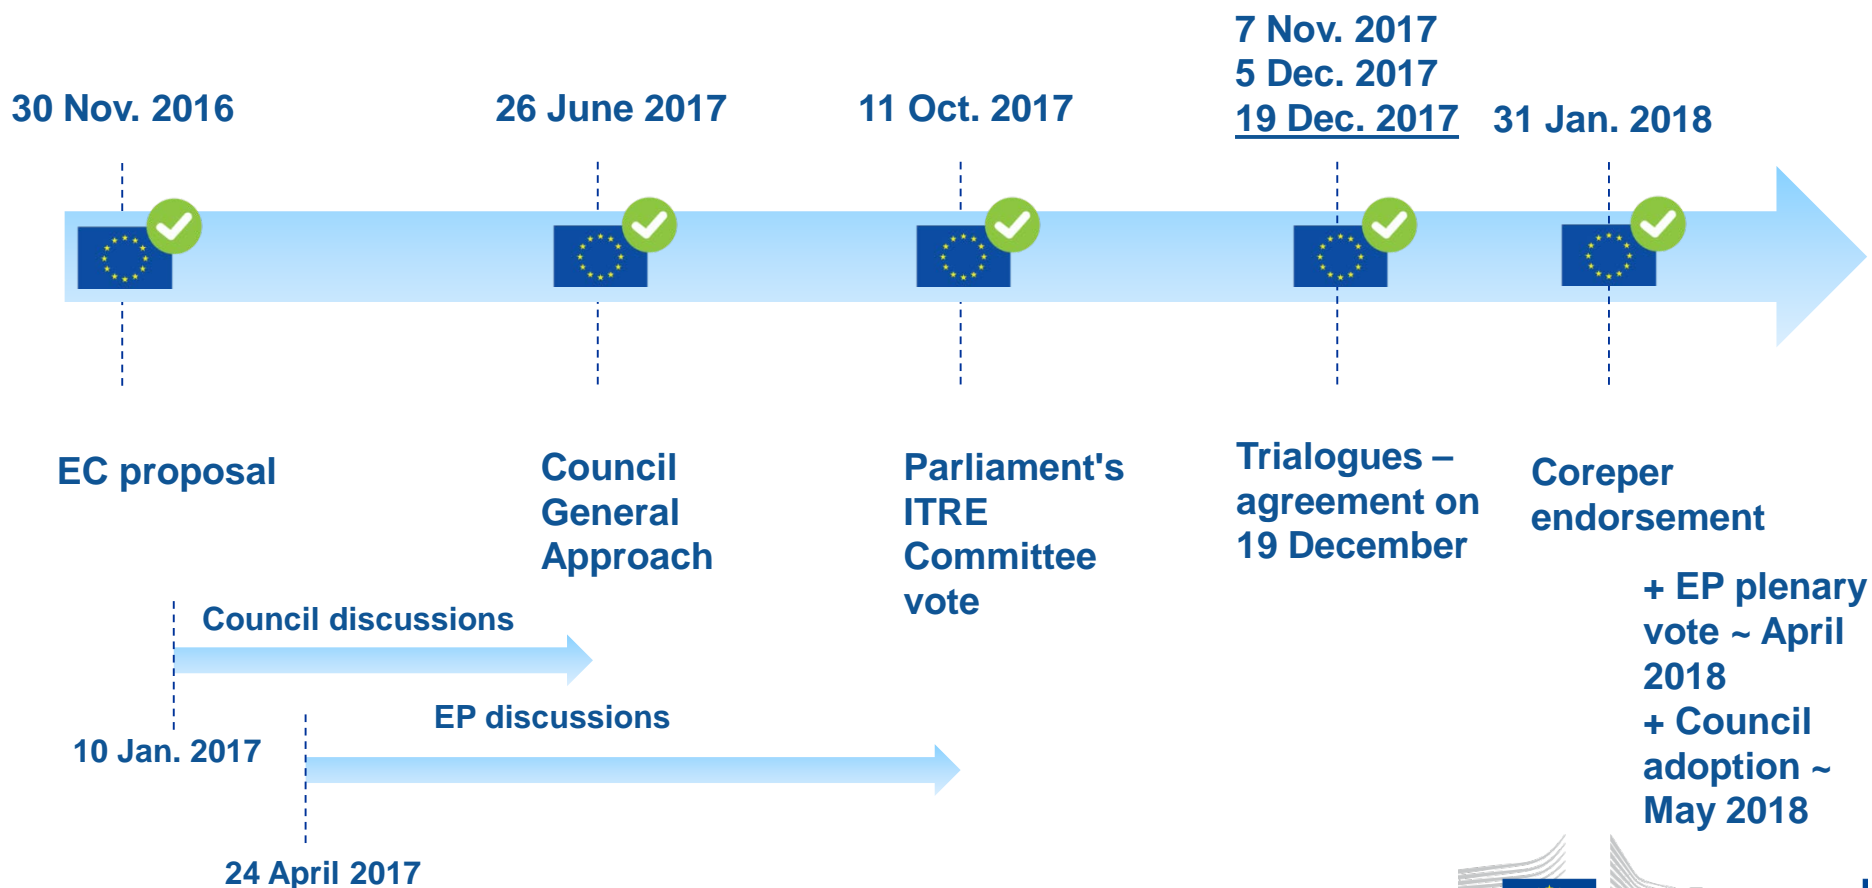 7 Nov. 2017
5 Dec. 2017
19 Dec. 2017
30 Nov. 2016
26 June 2017
11 Oct. 2017
31 Jan. 2018
EC proposal
Council
General
Approach
Parliament's
ITRE
Committee
vote
Trialogues –
agreement on
19 December
Coreper
endorsement
+ EP plenary
vote ~ April
2018
+ Council
adoption ~
May 2018
Council discussions
10 Jan. 2017
EP discussions
24 April 2017